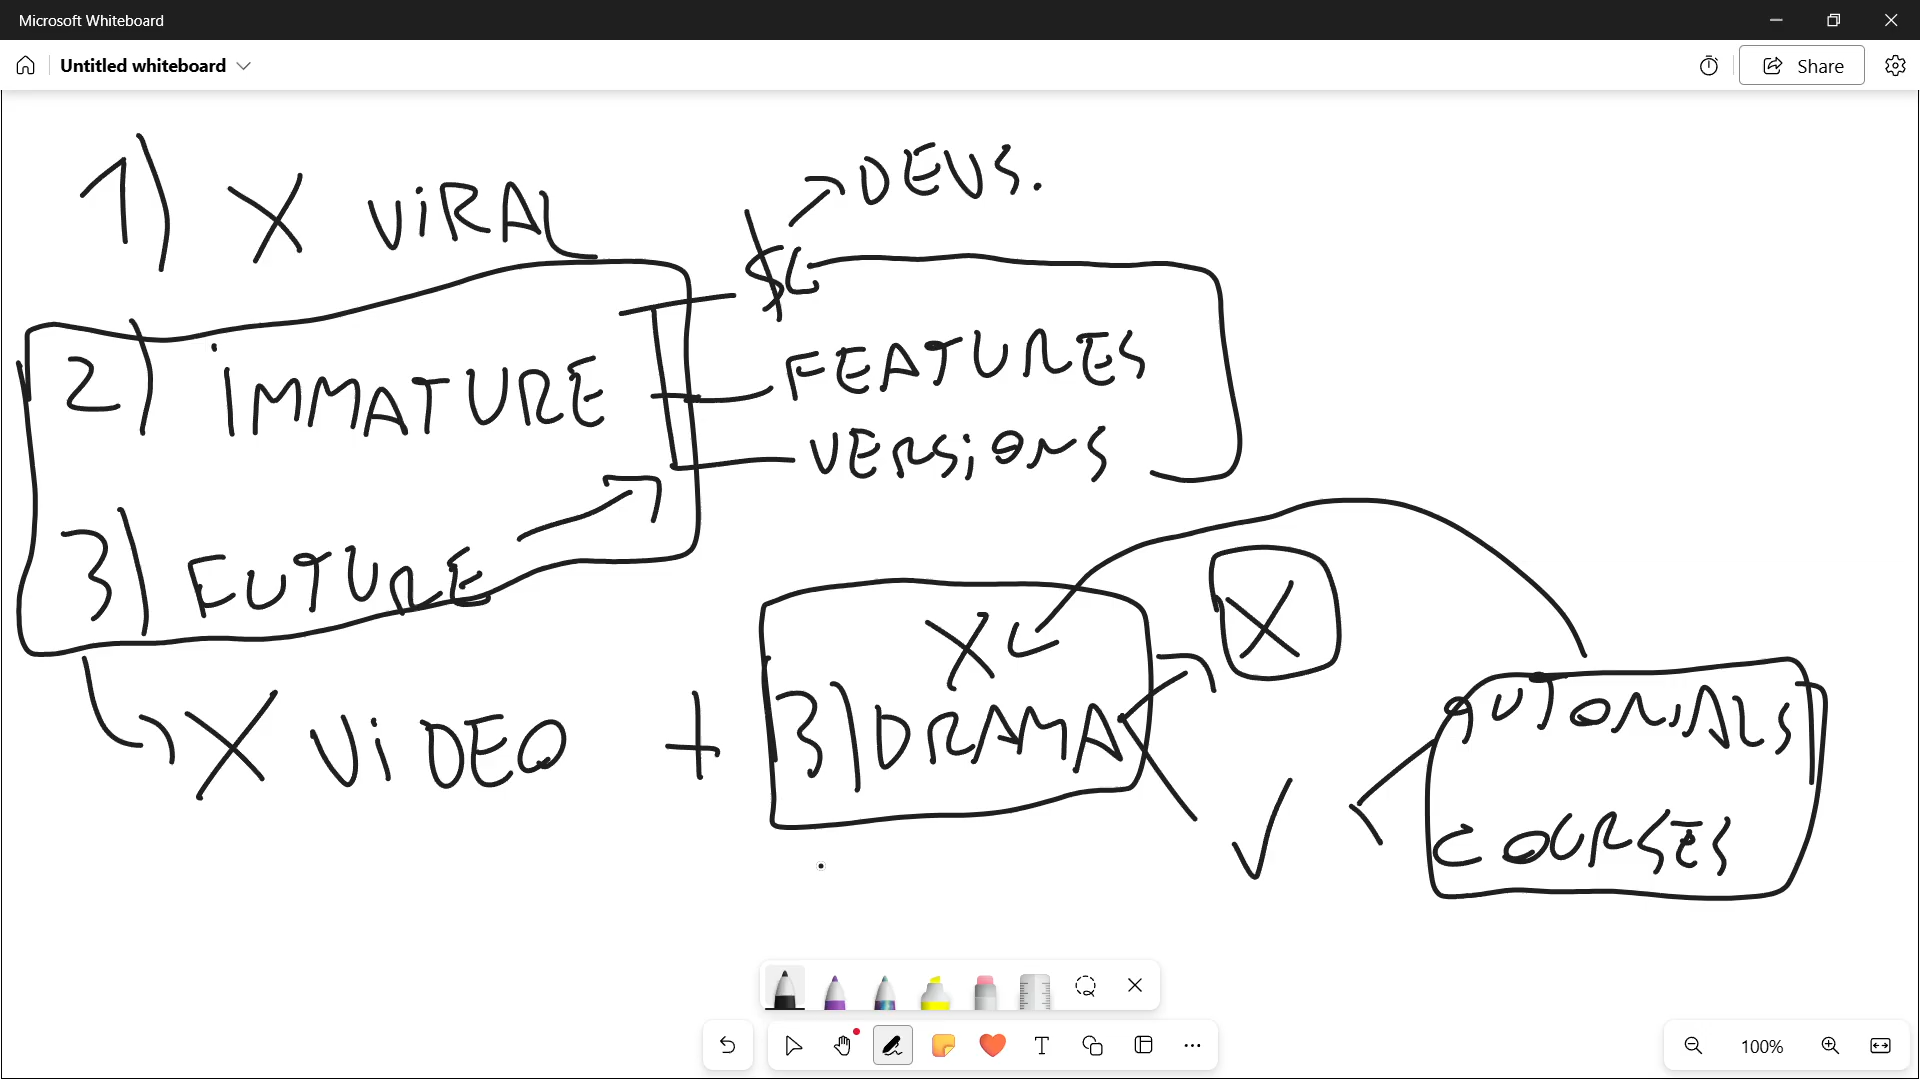 Microsoft Whiteboard
Untitled whiteboard
Share
1) X ViRAL
DEVS.
$
2) iMMATURE
FEATURES
VERSiONS
3) FUTURE
X
X
X ViDEO + 3) DRAMA
TUTORiALS
COURSES
100%